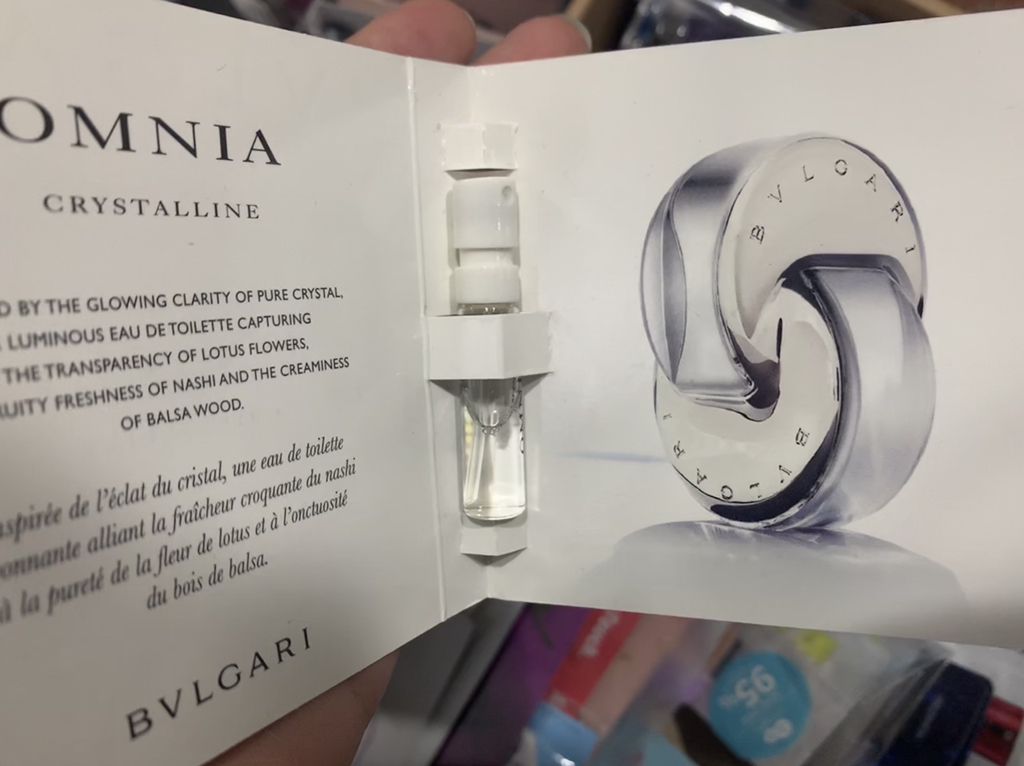 OMNIA
CRYSTALLINE
BY THE GLOWING CLARITY OF PURE CRYSTAL,
LUMINOUS EAU DE TOILETTE CAPTURING
THE TRANSPARENCY OF LOTUS FLOWERS,
FRESHNESS OF NASHI AND THE CREAMINESS
OF BALSA WOOD.
de l'éclat du cristal, une eau de toilette
alliant la fraîcheur croquante du nashi
à la pureté de la fleur de lotus et à l'onctuosité
du bois de balsa.
BVLGARI
BVLGARI
BVLGARI
95%